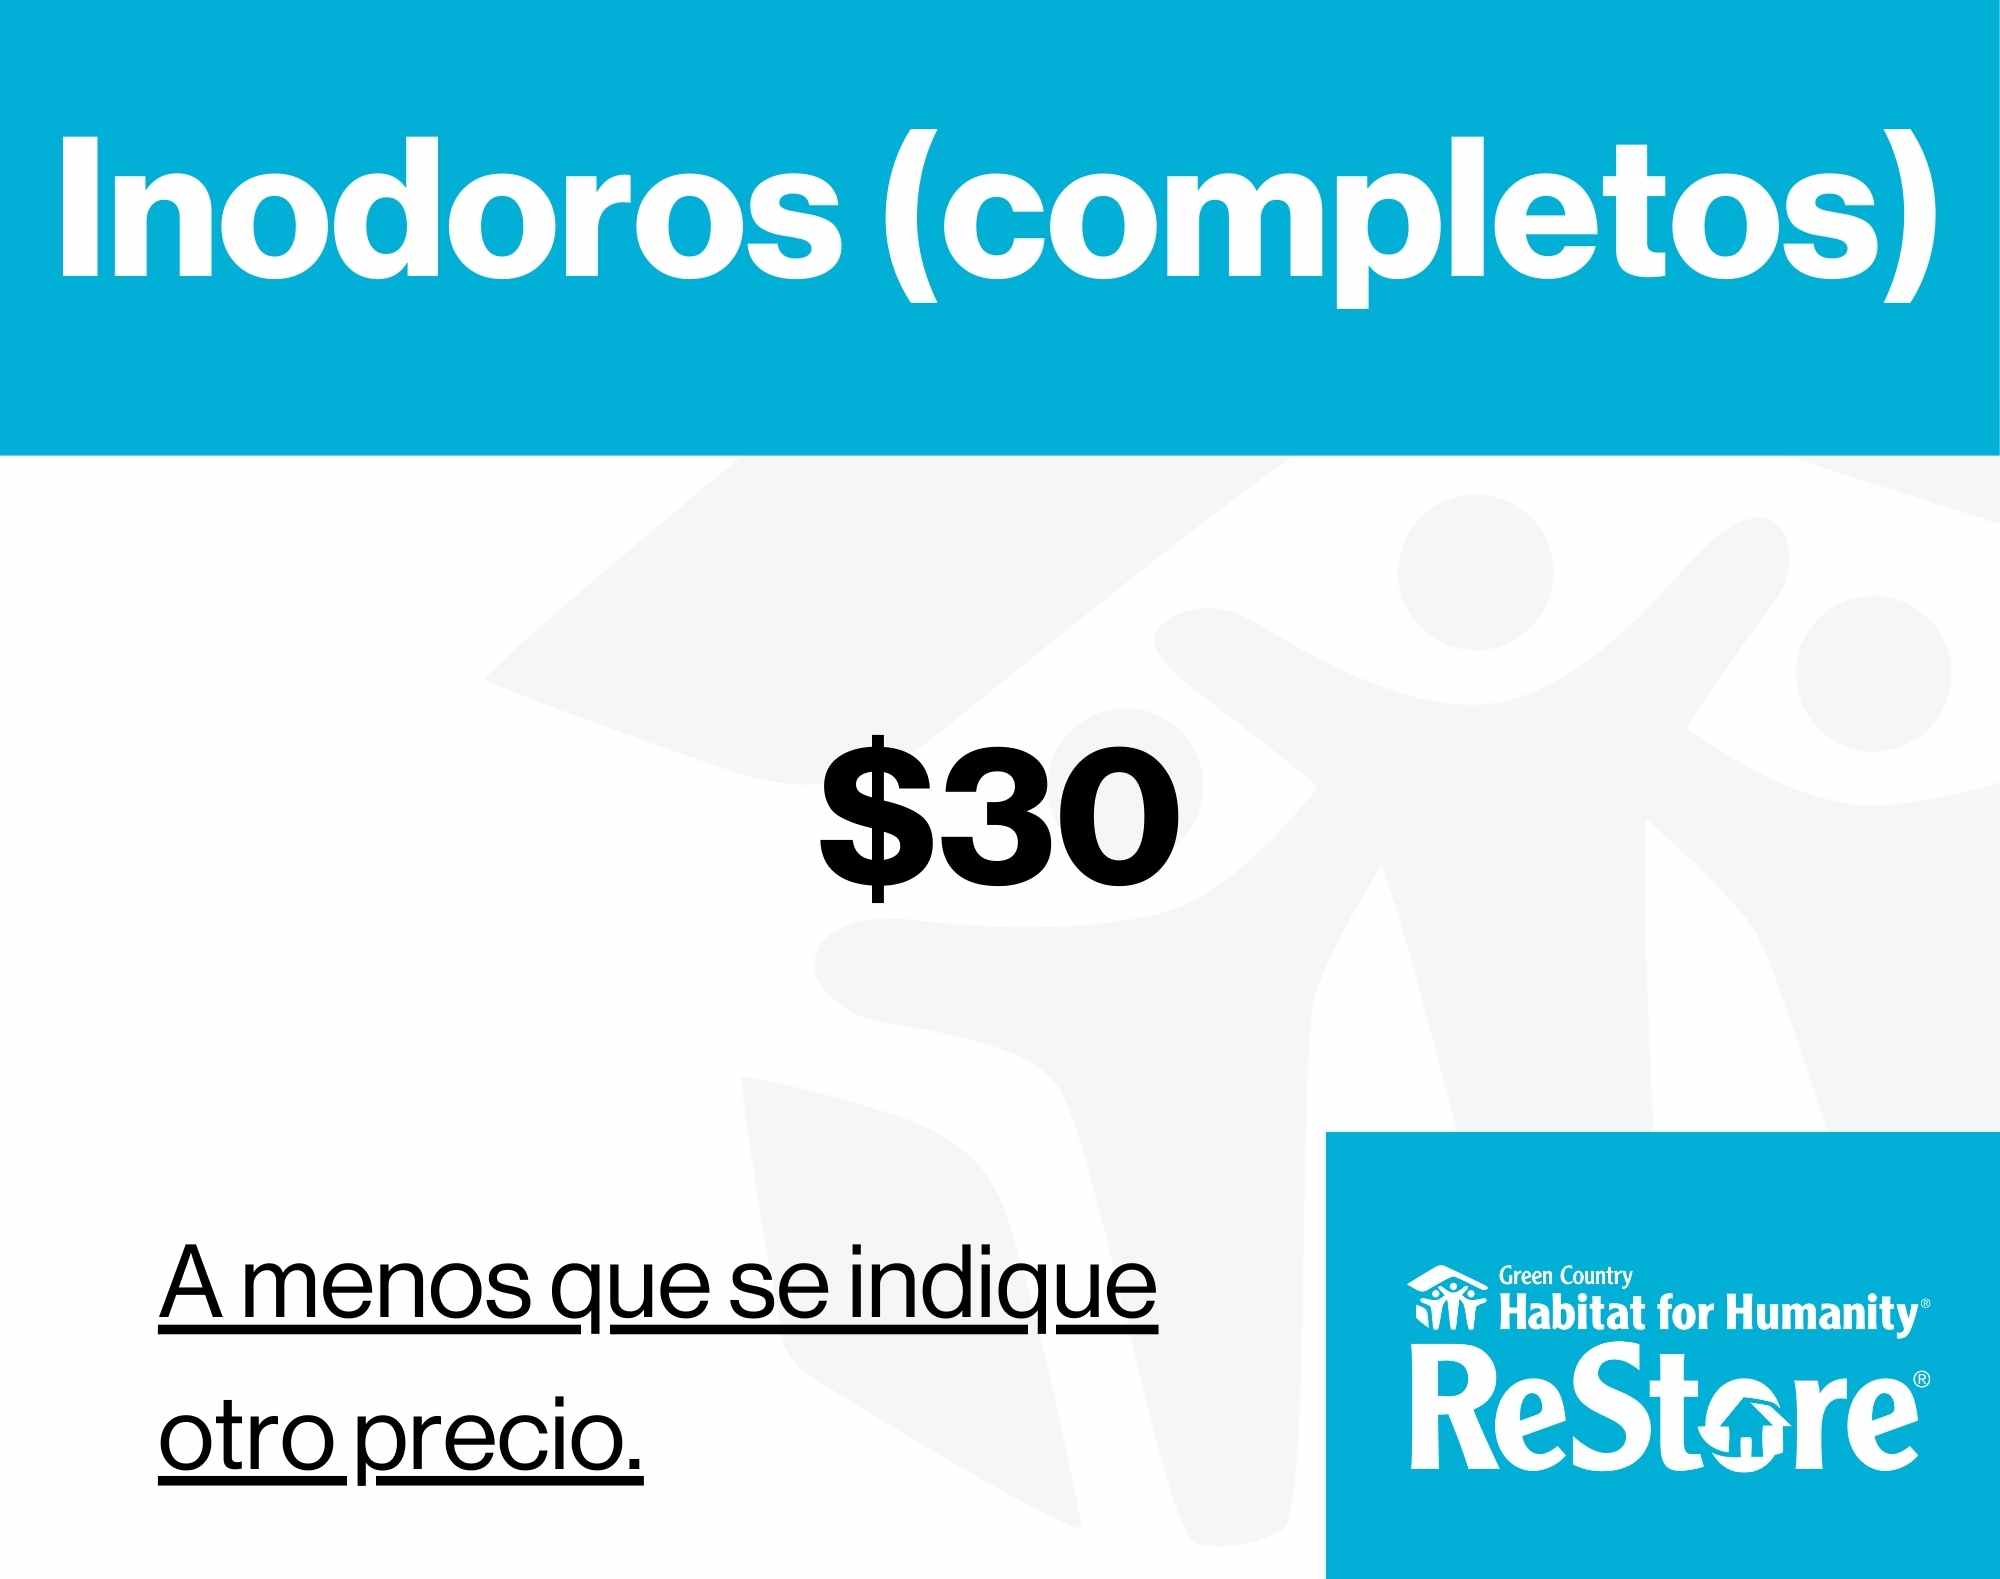 Inodoros (completos)
$30
A menos que se indique
otro precio.
Green Country
Habitat for Humanity®
ReStore®